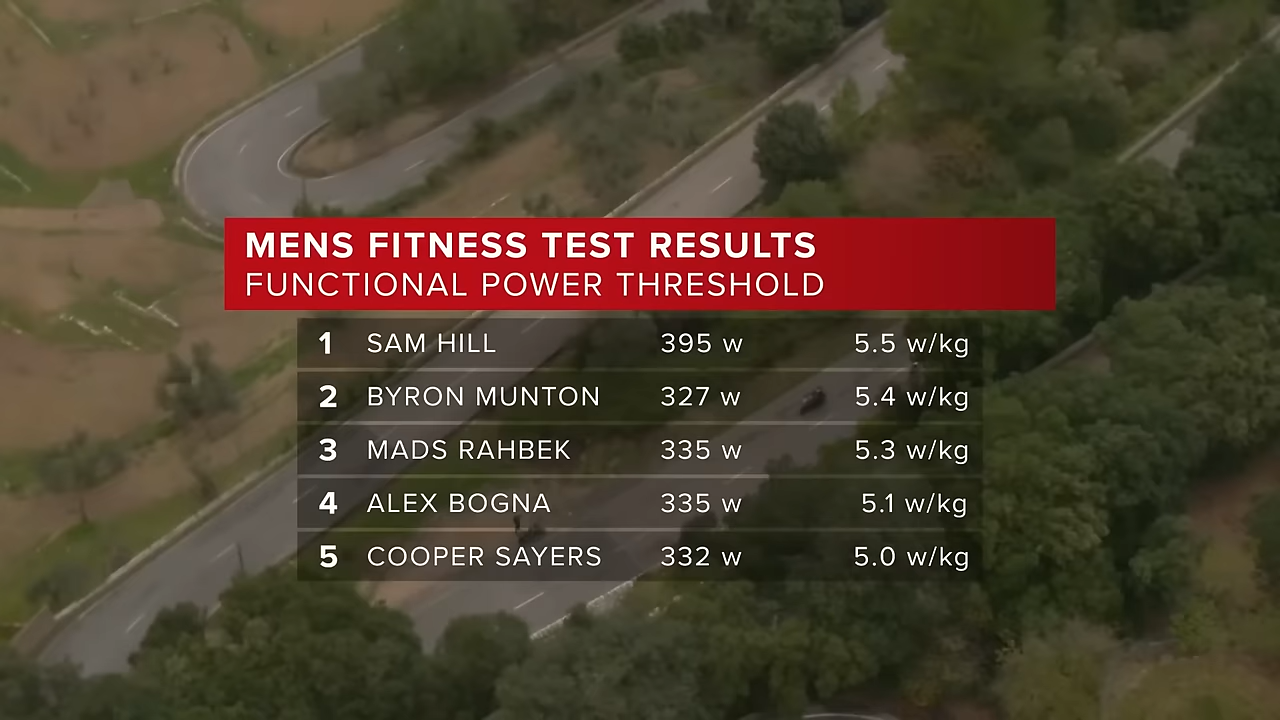 MENS FITNESS TEST RESULTS
FUNCTIONAL POWER THRESHOLD
1 SAM HILL 395 w 5.5 w/kg
2 BYRON MUNTON 327 w 5.4 w/kg
3 MADS RAHBEK 335 w 5.3 w/kg
4 ALEX BOGNA 335 w 5.1 w/kg
5 COOPER SAYERS 332 w 5.0 w/kg